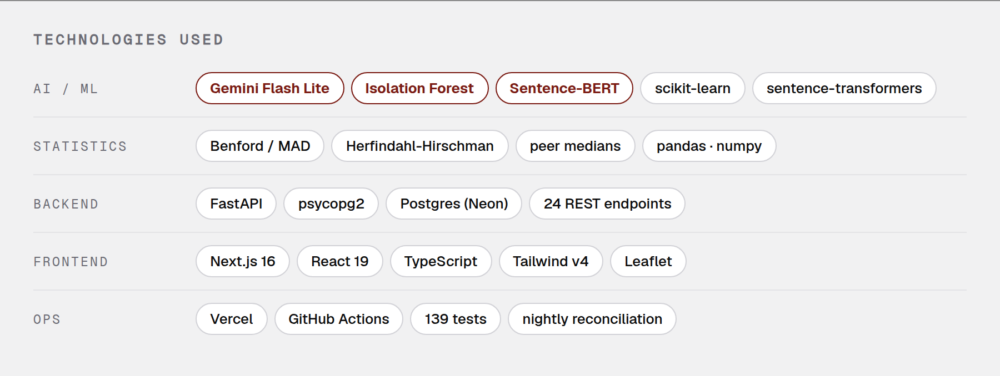 TECHNOLOGIES USED
AI / ML Gemini Flash Lite Isolation Forest Sentence-BERT scikit-learn sentence-transformers
STATISTICS Benford / MAD Herfindahl-Hirschman peer medians pandas · numpy
BACKEND FastAPI psycopg2 Postgres (Neon) 24 REST endpoints
FRONTEND Next.js 16 React 19 TypeScript Tailwind v4 Leaflet
OPS Vercel GitHub Actions 139 tests nightly reconciliation